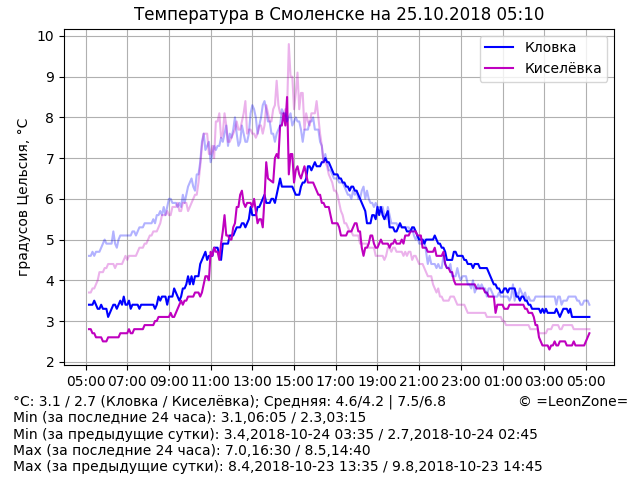 Температура в Смоленске на 25.10.2018 05:10
Кловка
Киселёвка
градусов Цельсия, °C
10
9
8
7
6
5
4
3
2
05:00 07:00 09:00 11:00 13:00 15:00 17:00 19:00 21:00 23:00 01:00 03:00 05:00
°C: 3.1 / 2.7 (Кловка / Киселёвка); Средняя: 4.6/4.2 | 7.5/6.8 © =LeonZone=
Min (за последние 24 часа): 3.1,06:05 / 2.3,03:15
Min (за предыдущие сутки): 3.4,2018-10-24 03:35 / 2.7,2018-10-24 02:45
Max (за последние 24 часа): 7.0,16:30 / 8.5,14:40
Max (за предыдущие сутки): 8.4,2018-10-23 13:35 / 9.8,2018-10-23 14:45